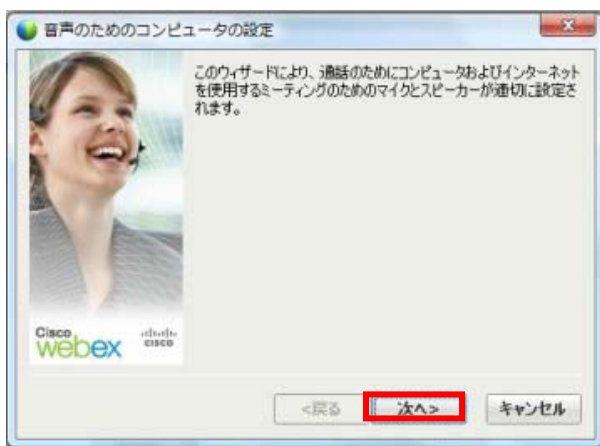 音声のためのコンピュータの設定
このウィザードにより、通話のためにコンピュータおよびインターネット
を使用するミーティングのためのマイクとスピーカーが適切に設定さ
れます。
Cisco
webex
cisco
<戻る 次へ> キャンセル